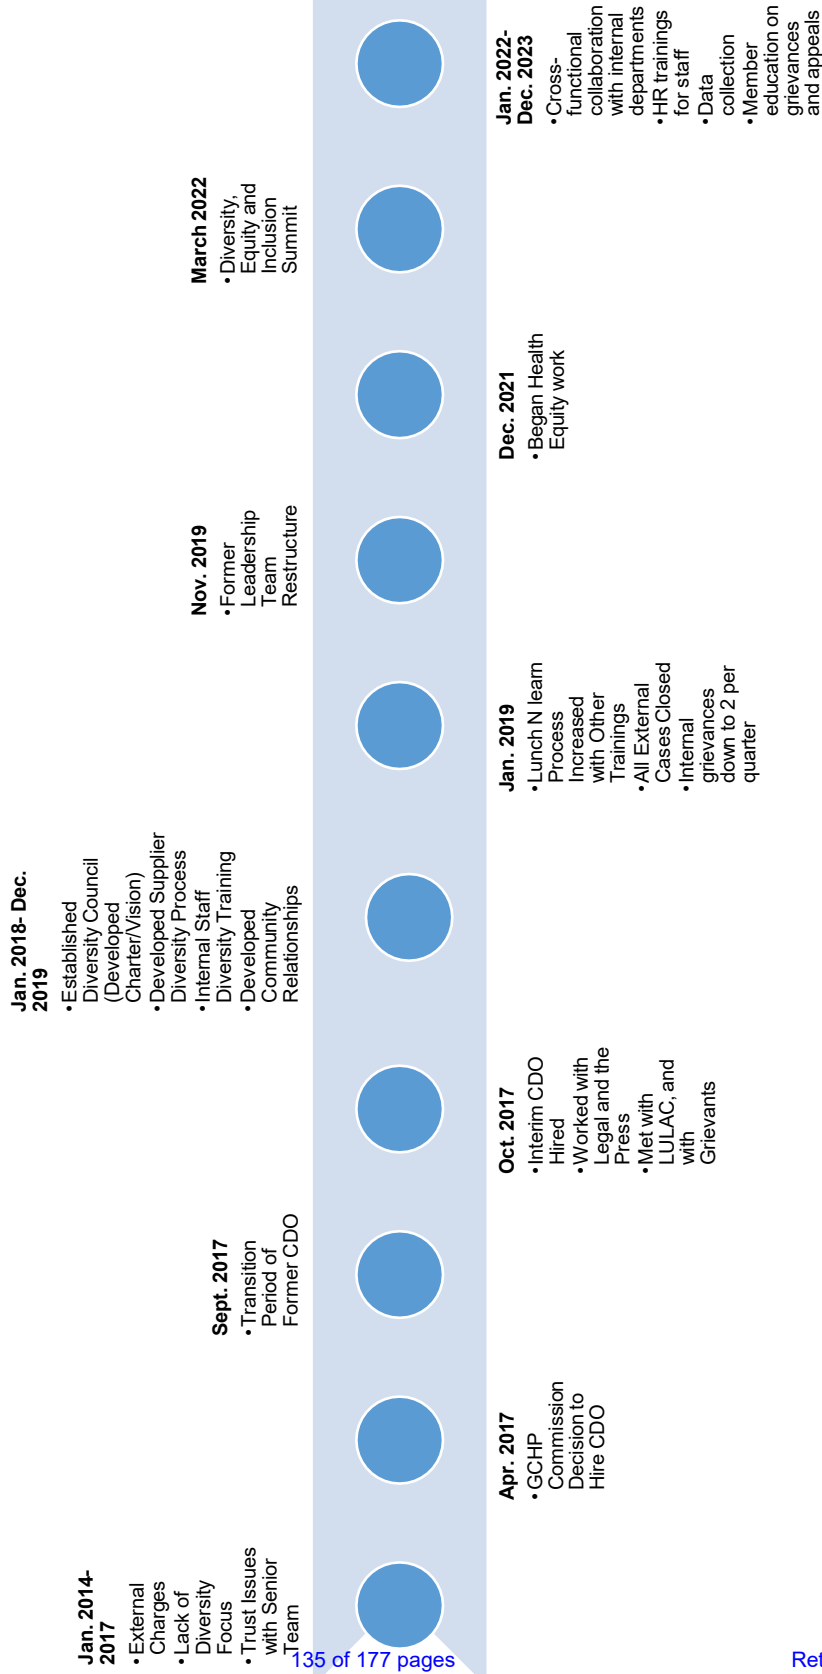 Jan. 2014-
2017
• External
Charges
• Lack of
Diversity
Focus
• Trust Issues
with Senior
Team
Apr. 2017
• GCHP
Commission
Decision to
Hire CDO
Sept. 2017
• Transition
Period of
Former CDO
Oct. 2017
• Interim CDO
Hired
• Worked with
Legal and the
Press
• Met with
LULAC, and
with
Grievants
Jan. 2018- Dec.
2019
• Established
Diversity Council
(Developed
Charter/Vision)
• Developed Supplier
Diversity Process
• Internal Staff
Diversity Training
• Developed
Community
Relationships
Jan. 2019
• Lunch N learn
Process
Increased
with Other
Trainings
• All External
Cases Closed
• Internal
grievances
down to 2 per
quarter
Nov. 2019
• Former
Leadership
Team
Restructure
Dec. 2021
• Began Health
Equity work
March 2022
• Diversity,
Equity and
Inclusion
Summit
Jan. 2022-
Dec. 2023
• Cross-
functional
collaboration
with internal
departments
• HR trainings
for staff
• Data
collection
• Member
education on
grievances
and appeals
135 of 177 pages
Ret